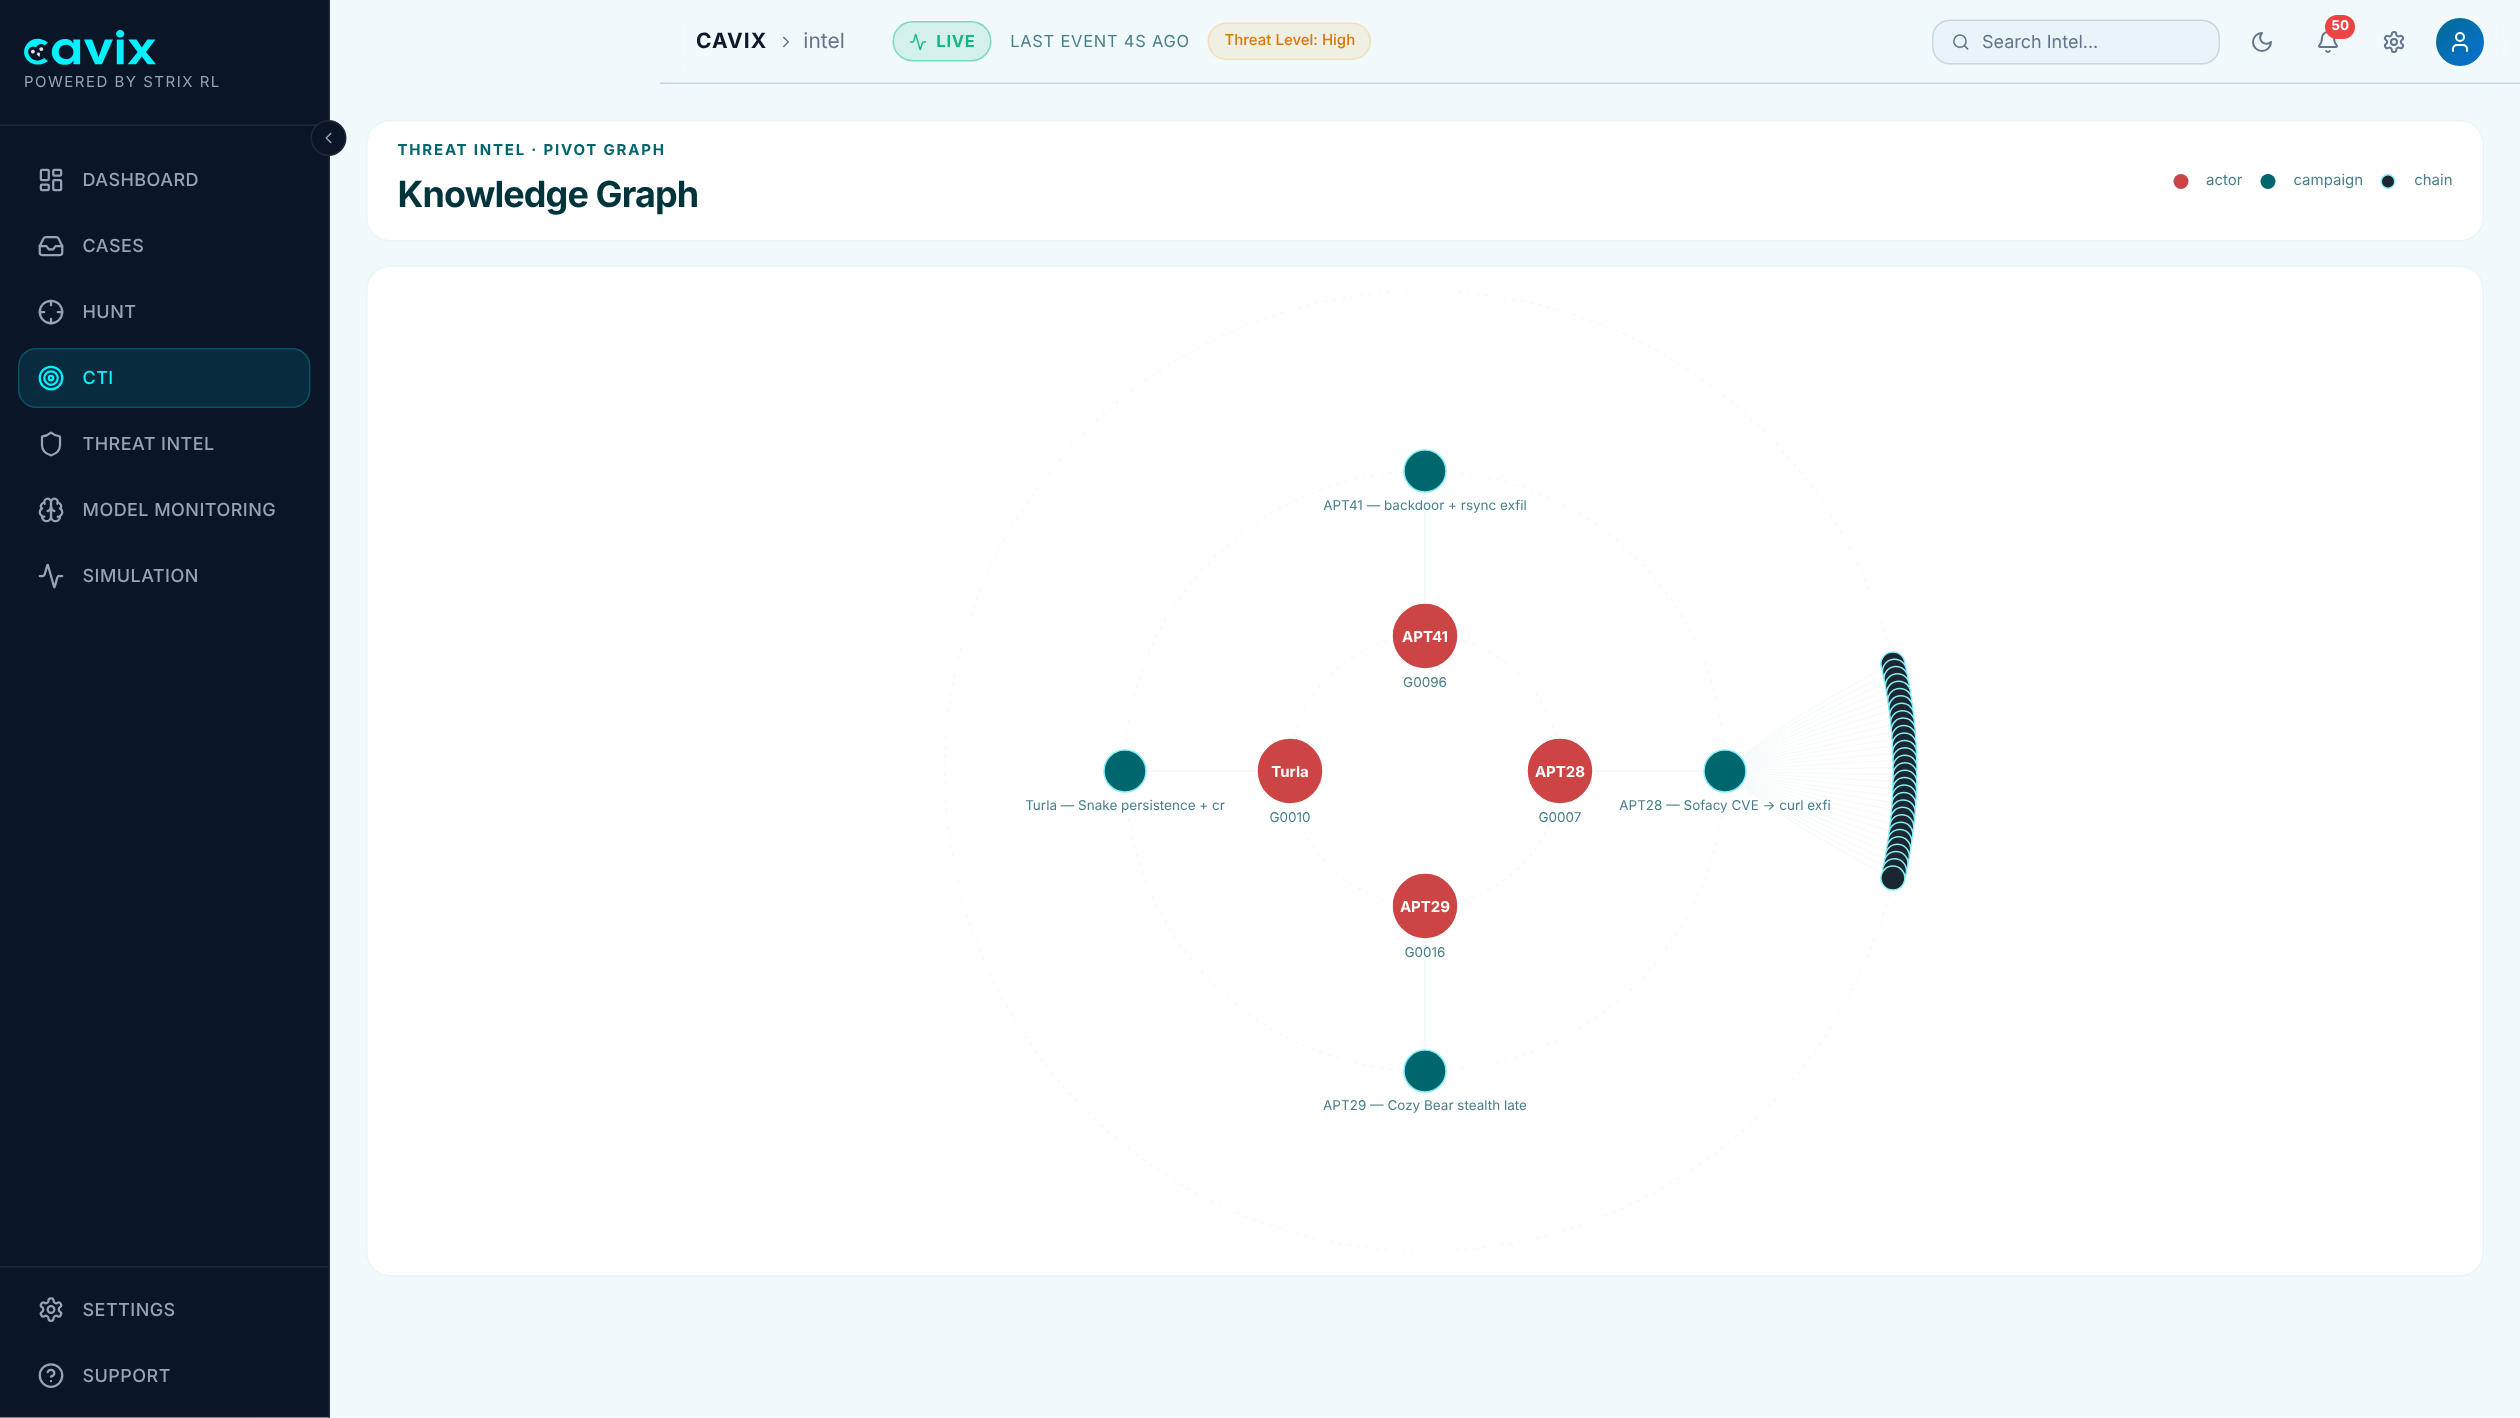 cavix
POWERED BY STRIX RL
DASHBOARD
CASES
HUNT
CTI
THREAT INTEL
MODEL MONITORING
SIMULATION
SETTINGS
SUPPORT
CAVIX > intel
LIVE
LAST EVENT 4S AGO
Threat Level: High
Search Intel...
50
THREAT INTEL · PIVOT GRAPH
Knowledge Graph
actor
campaign
chain
APT41 — backdoor + rsync exfil
APT41
G0096
Turla
G0010
Turla — Snake persistence + cr
APT28
G0007
APT28 — Sofacy CVE → curl exfi
APT29
G0016
APT29 — Cozy Bear stealth late